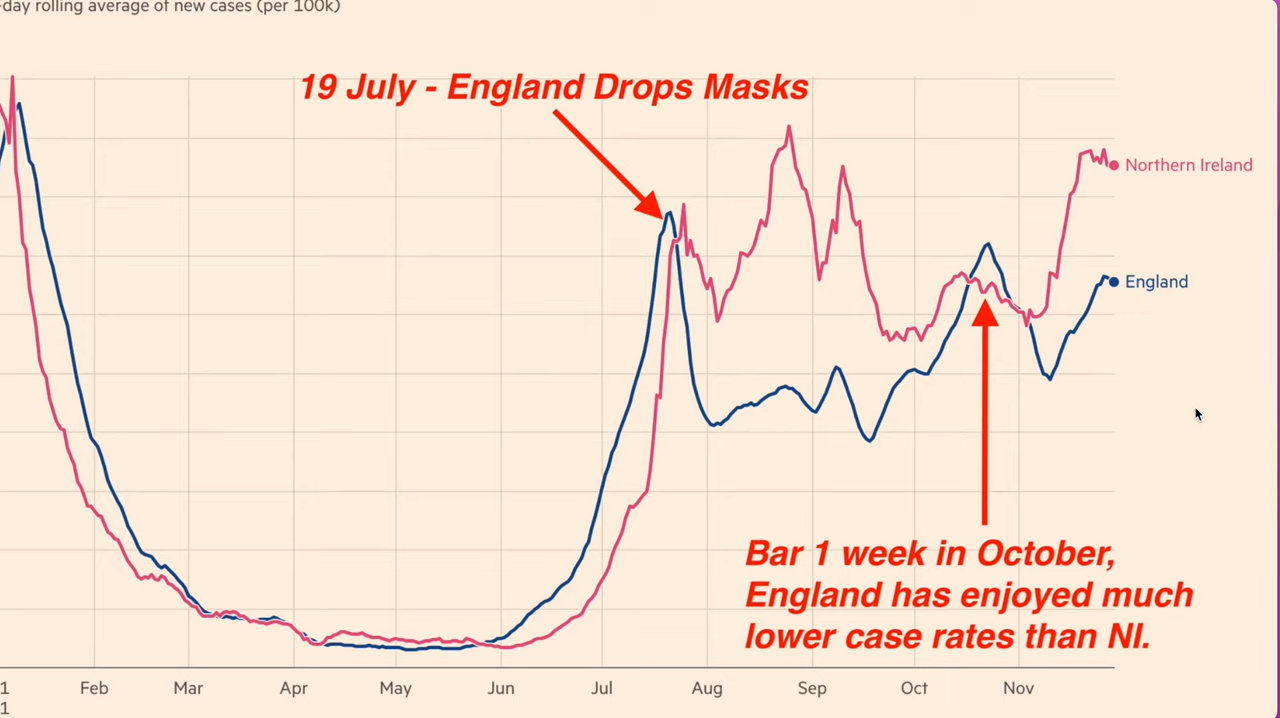 -day rolling average of new cases (per 100k)
19 July - England Drops Masks
Northern Ireland
England
Bar 1 week in October,
England has enjoyed much
lower case rates than NI.
1 Feb Mar Apr May Jun Jul Aug Sep Oct Nov
1